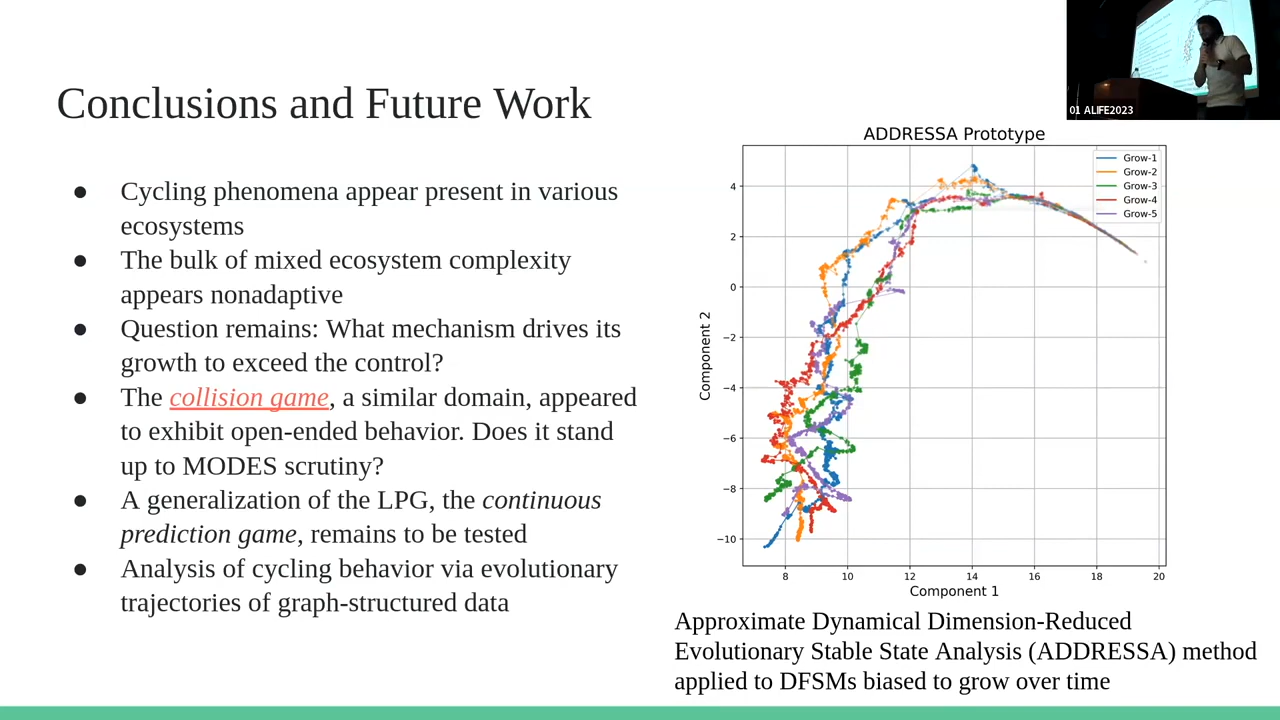 01 ALIFE2023
Conclusions and Future Work
● Cycling phenomena appear present in various
ecosystems
● The bulk of mixed ecosystem complexity
appears nonadaptive
● Question remains: What mechanism drives its
growth to exceed the control?
● The collision game, a similar domain, appeared
to exhibit open-ended behavior. Does it stand
up to MODES scrutiny?
● A generalization of the LPG, the continuous
prediction game, remains to be tested
● Analysis of cycling behavior via evolutionary
trajectories of graph-structured data
ADDRESSA Prototype
Grow-1
Grow-2
Grow-3
Grow-4
Grow-5
Component 2
4
2
0
−2
−4
−6
−8
−10
8 10 12 14 16 18 20
Component 1
Approximate Dynamical Dimension-Reduced
Evolutionary Stable State Analysis (ADDRESSA) method
applied to DFSMs biased to grow over time